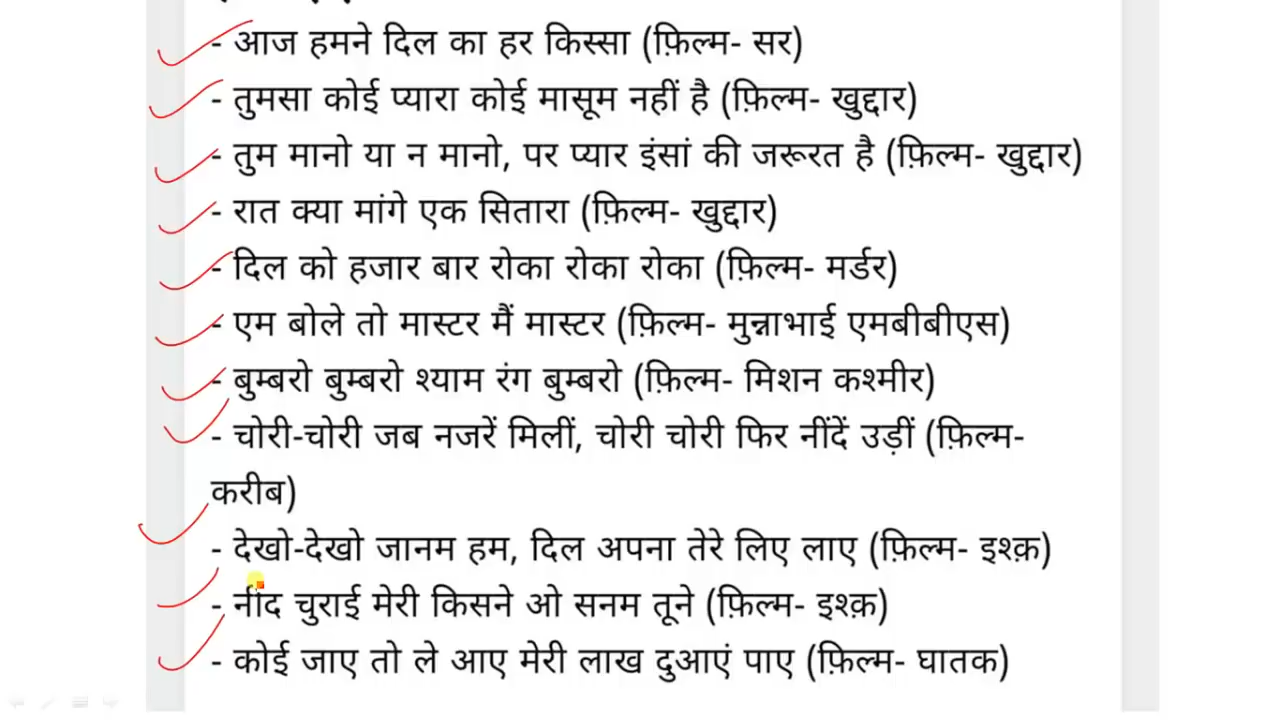 - आज हमने दिल का हर किस्सा (फ़िल्म- सर)
- तुमसा कोई प्यारा कोई मासूम नहीं है (फ़िल्म- खुद्दार)
- तुम मानो या न मानो, पर प्यार इंसां की जरूरत है (फ़िल्म- खुद्दार)
- रात क्या मांगे एक सितारा (फ़िल्म- खुद्दार)
- दिल को हजार बार रोका रोका रोका (फ़िल्म- मर्डर)
- एम बोले तो मास्टर मैं मास्टर (फ़िल्म- मुन्नाभाई एमबीबीएस)
- बुम्बरो बुम्बरो श्याम रंग बुम्बरो (फ़िल्म- मिशन कश्मीर)
- चोरी-चोरी जब नजरें मिलीं, चोरी चोरी फिर नींदें उड़ीं (फ़िल्म-
करीब)
- देखो-देखो जानम हम, दिल अपना तेरे लिए लाए (फ़िल्म- इश्क़)
- नींद चुराई मेरी किसने ओ सनम तूने (फ़िल्म- इश्क़)
- कोई जाए तो ले आए मेरी लाख दुआएं पाए (फ़िल्म- घातक)